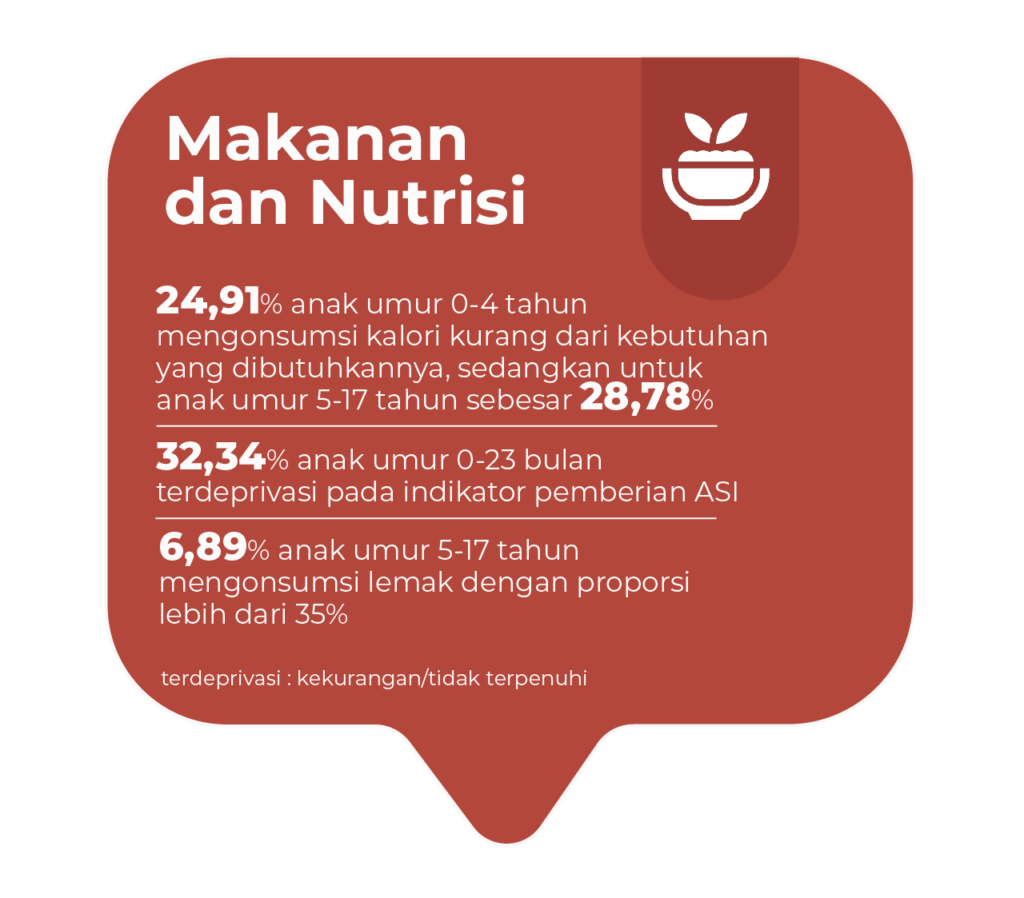 Makanan
dan Nutrisi
24,91% anak umur 0-4 tahun
mengonsumsi kalori kurang dari kebutuhan
yang dibutuhkannya, sedangkan untuk
anak umur 5-17 tahun sebesar 28,78%
32,34% anak umur 0-23 bulan
terdeprivasi pada indikator pemberian ASI
6,89% anak umur 5-17 tahun
mengonsumsi lemak dengan proporsi
lebih dari 35%
terdeprivasi : kekurangan/tidak terpenuhi